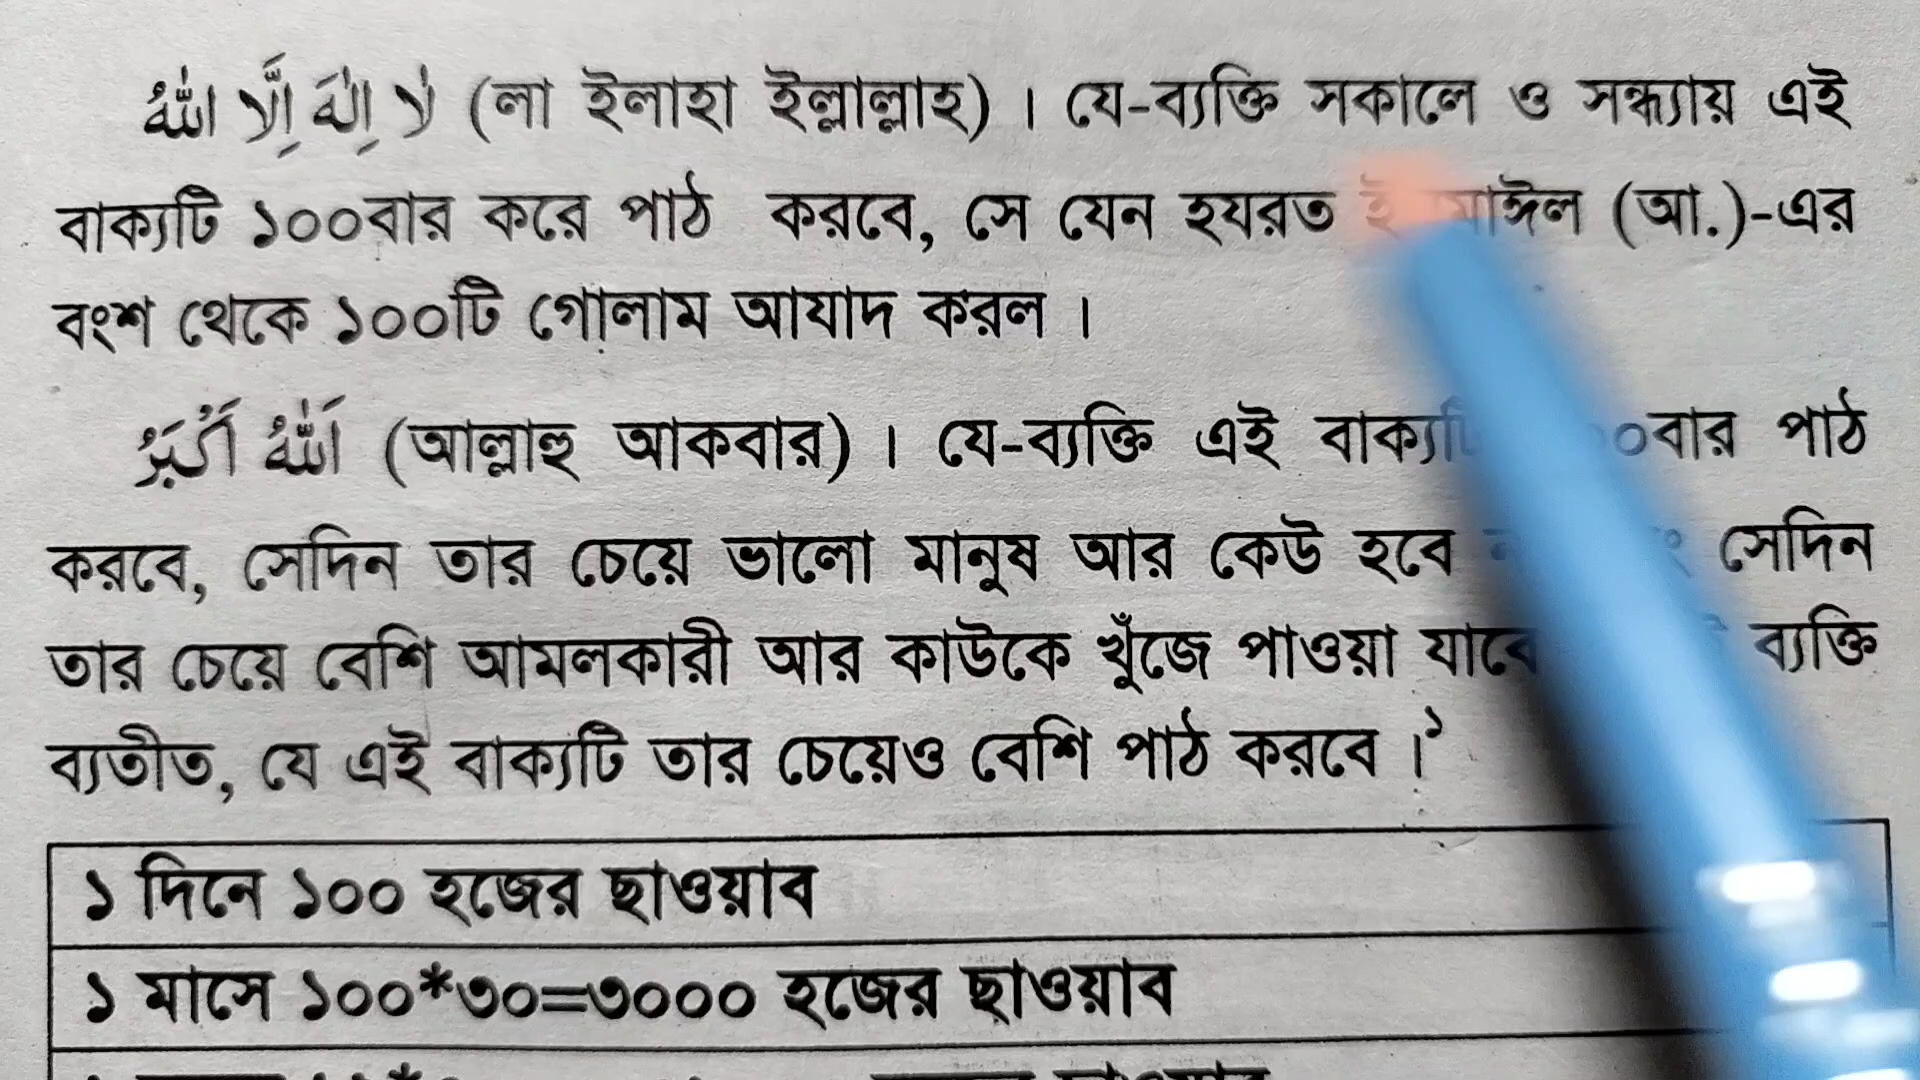 لَا اِلٰهَ اِلَّا اللّٰهُ (লা ইলাহা ইল্লাল্লাহ) । যে-ব্যক্তি সকালে ও সন্ধ্যায় এই
বাক্যটি ১০০বার করে পাঠ করবে, সে যেন হযরত (আ.)-এর
বংশ থেকে ১০০টি গোলাম আযাদ করল ।
اَللّٰهُ اَكْبَرُ (আল্লাহু আকবার) । যে-ব্যক্তি এই পাঠ
করবে, সেদিন তার চেয়ে ভালো মানুষ আর কেউ হবে সেদিন
তার চেয়ে বেশি আমলকারী আর কাউকে খুঁজে পাওয়া ব্যক্তি
ব্যতীত, যে এই বাক্যটি তার চেয়েও বেশি পাঠ করবে ।১
১ দিনে ১০০ হজের ছাওয়াব
১ মাসে ১০০*৩০=৩০০০ হজের ছাওয়াব